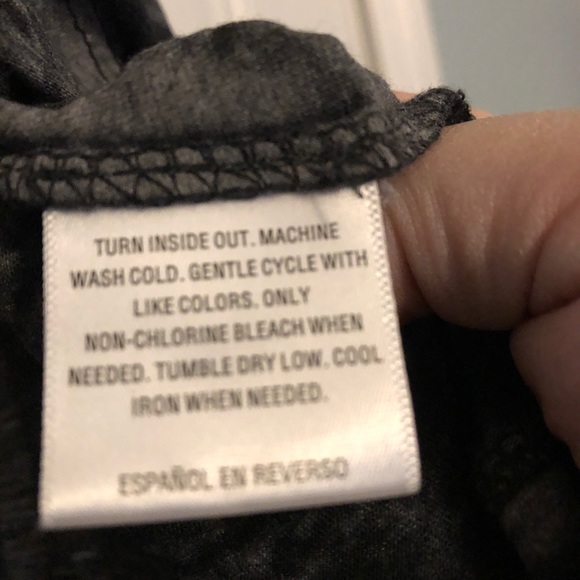 TURN INSIDE OUT. MACHINE
WASH COLD. GENTLE CYCLE WITH
LIKE COLORS. ONLY
NON-CHLORINE BLEACH WHEN
NEEDED. TUMBLE DRY LOW. COOL
IRON WHEN NEEDED.
ESPAÑOL EN REVERSO